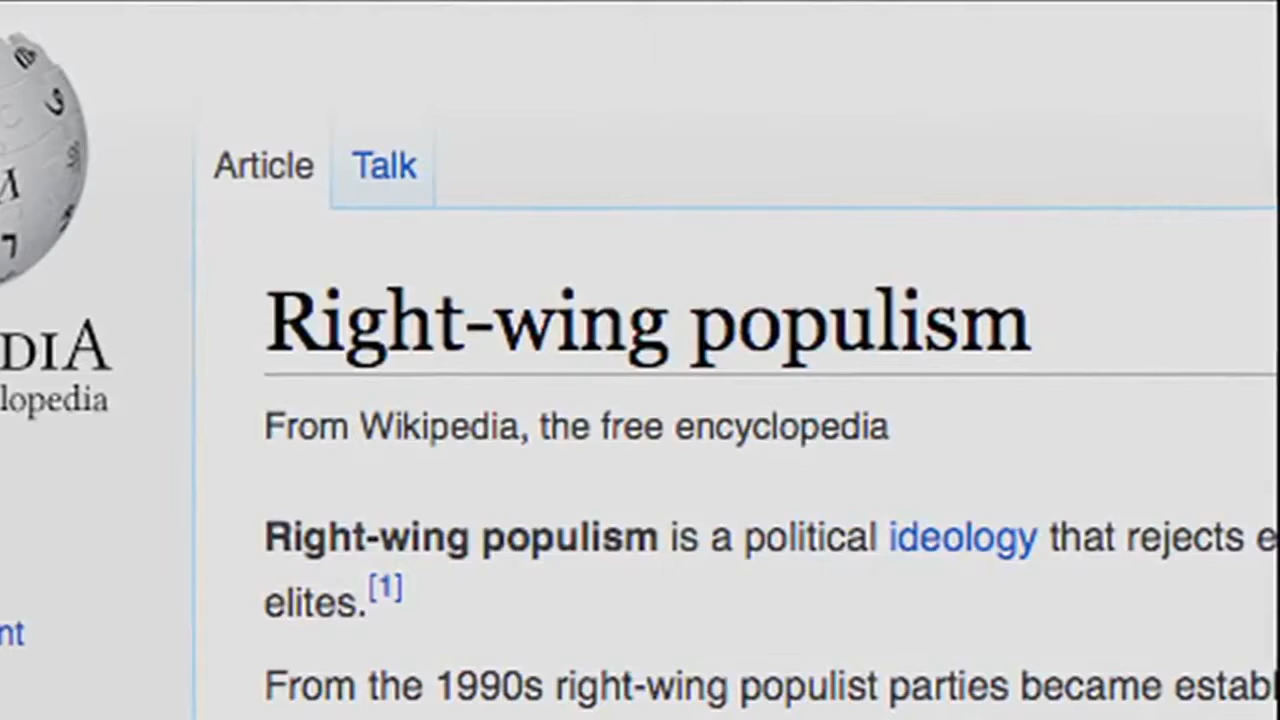 DIA
lopedia
nt
Article Talk
Right-wing populism
From Wikipedia, the free encyclopedia
Right-wing populism is a political ideology that rejects e
elites.[1]
From the 1990s right-wing populist parties became establ